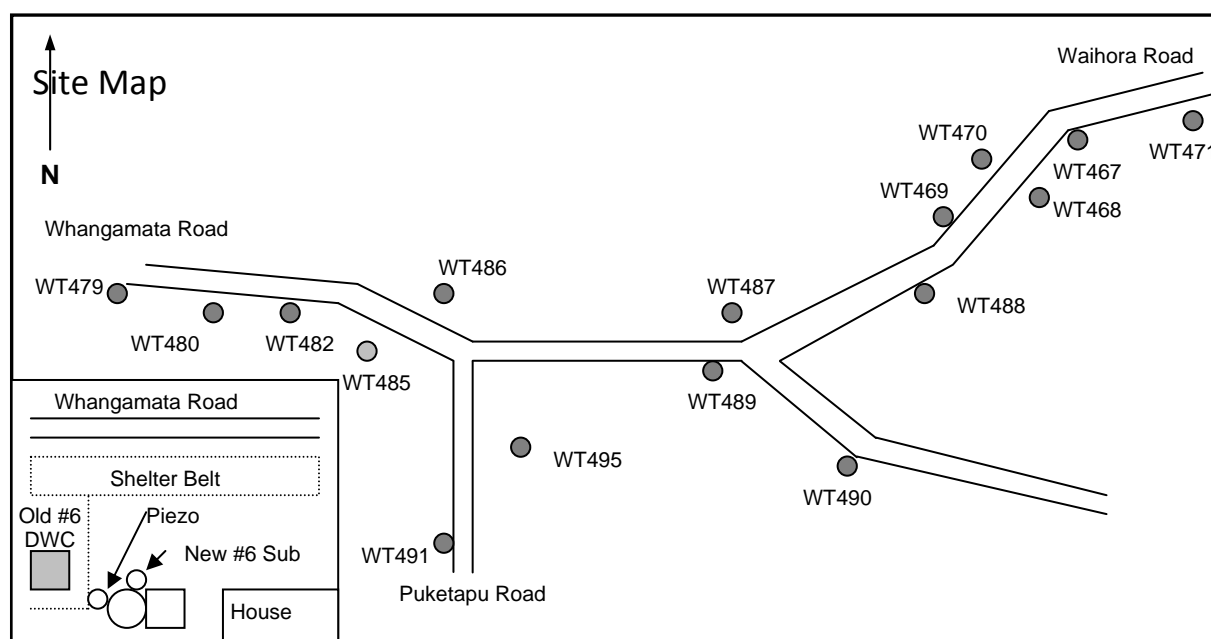 Site Map
N
Waihora Road
WT470
WT467
WT471
WT469
WT468
Whangamata Road
WT479
WT486
WT487
WT488
WT480
WT482
WT485
WT489
WT495
WT490
WT491
Puketapu Road
Whangamata Road
Shelter Belt
Old #6
DWC
Piezo
New #6 Sub
House